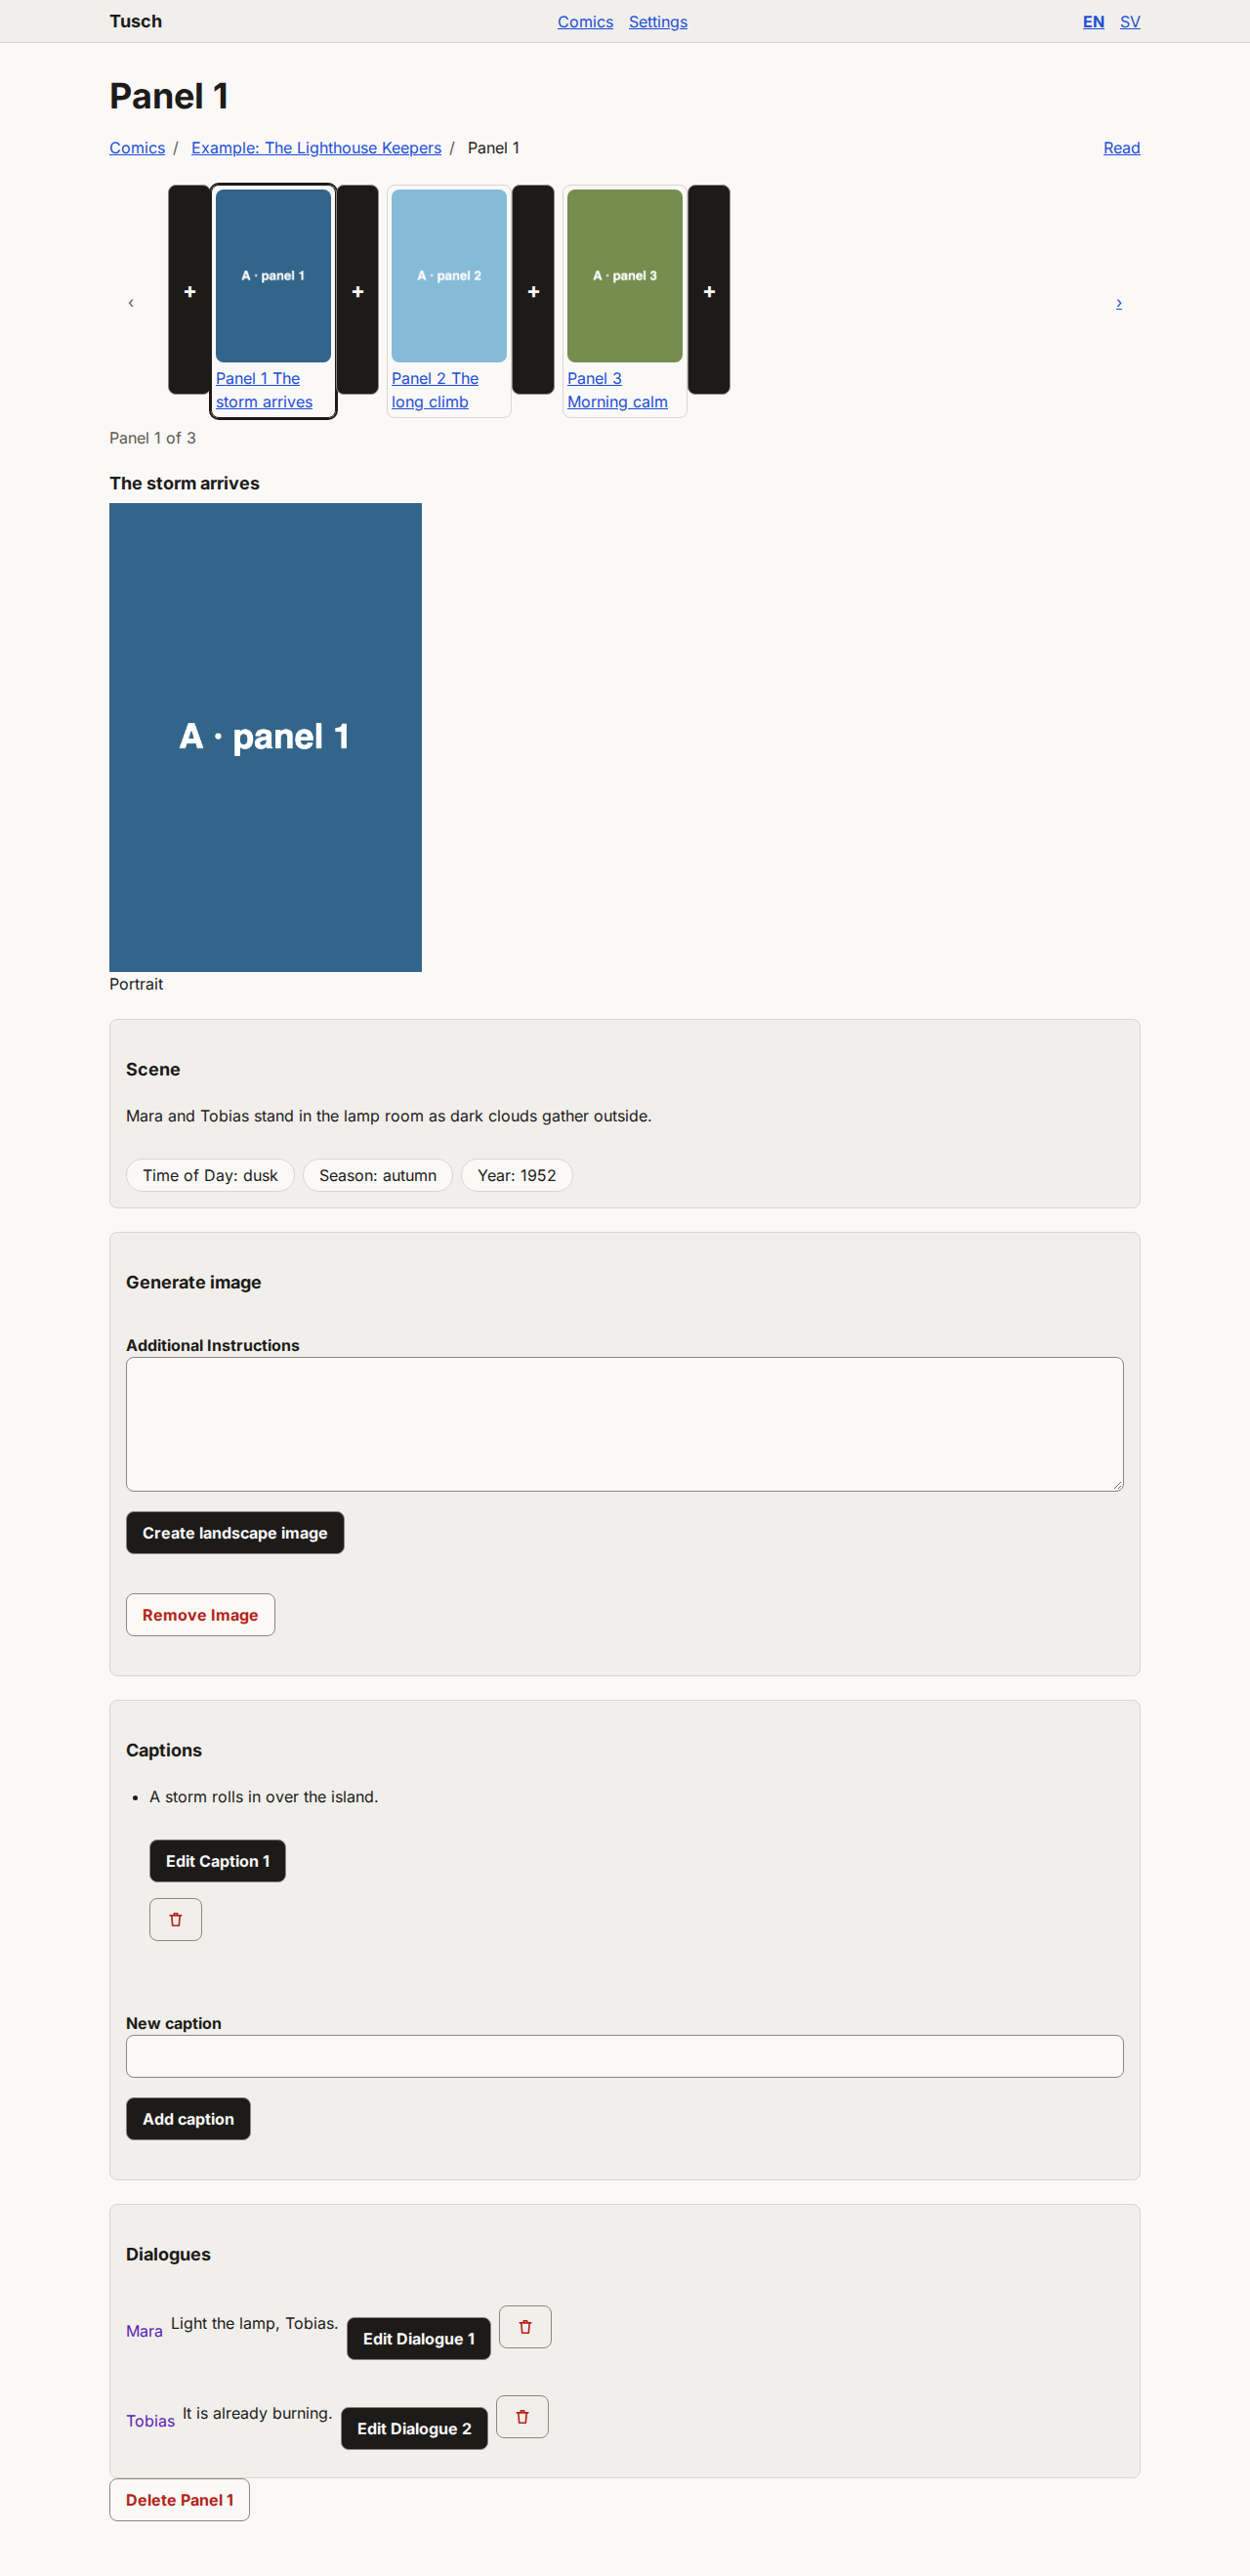 Tusch
Comics Settings
EN SV
Panel 1
Comics / Example: The Lighthouse Keepers / Panel 1
Read
‹
+
A · panel 1
Panel 1 The
storm arrives
+
A · panel 2
Panel 2 The
long climb
+
A · panel 3
Panel 3
Morning calm
+
›
Panel 1 of 3
The storm arrives
A · panel 1
Portrait
Scene
Mara and Tobias stand in the lamp room as dark clouds gather outside.
Time of Day: dusk
Season: autumn
Year: 1952
Generate image
Additional Instructions
Create landscape image
Remove Image
Captions
• A storm rolls in over the island.
Edit Caption 1
New caption
Add caption
Dialogues
Mara Light the lamp, Tobias. Edit Dialogue 1
Tobias It is already burning. Edit Dialogue 2
Delete Panel 1